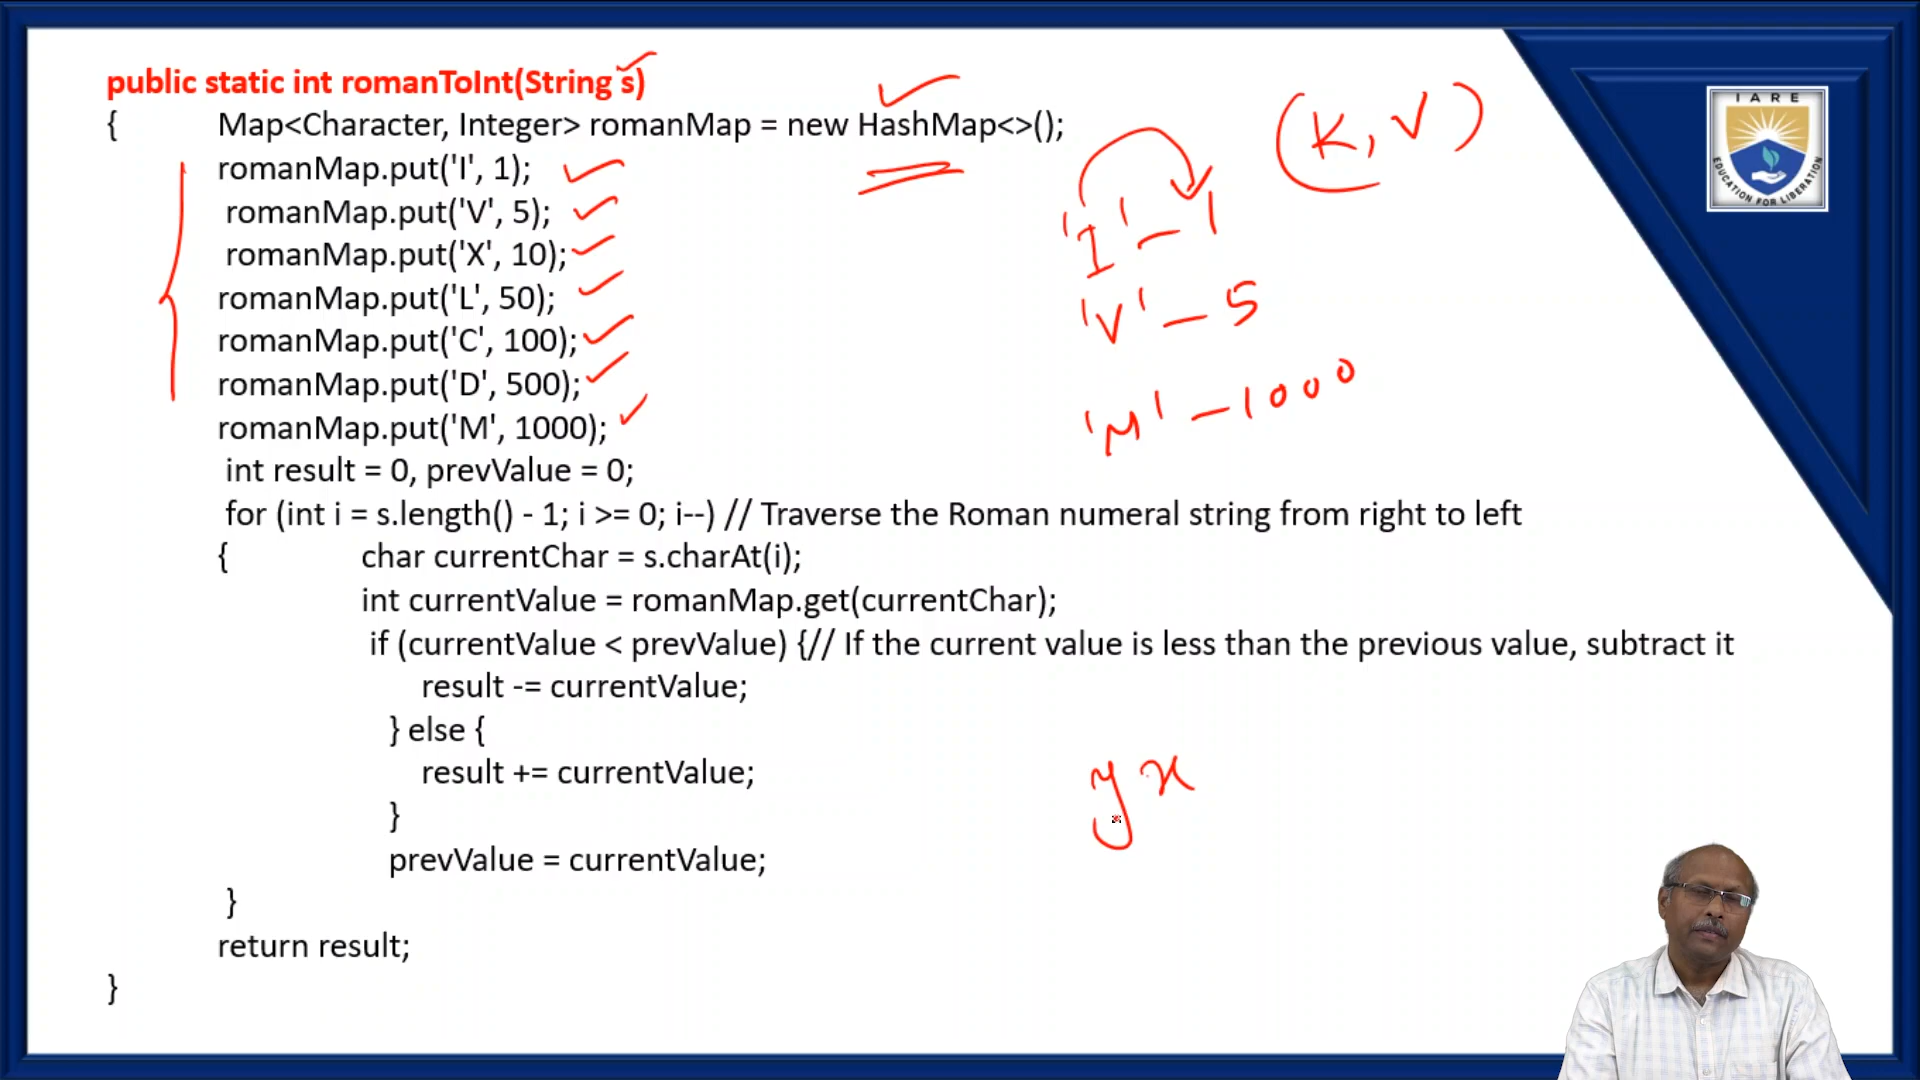 public static int romanToInt(String s)
{ Map<Character, Integer> romanMap = new HashMap<>();
romanMap.put('I', 1);
romanMap.put('V', 5);
romanMap.put('X', 10);
romanMap.put('L', 50);
romanMap.put('C', 100);
romanMap.put('D', 500);
romanMap.put('M', 1000);
int result = 0, prevValue = 0;
for (int i = s.length() - 1; i >= 0; i--) // Traverse the Roman numeral string from right to left
{ char currentChar = s.charAt(i);
int currentValue = romanMap.get(currentChar);
if (currentValue < prevValue) {// If the current value is less than the previous value, subtract it
result -= currentValue;
} else {
result += currentValue;
}
prevValue = currentValue;
}
return result;
}
(K, V)
'I' - 1
'V' - 5
'M' - 1000
y x
IARE
EDUCATION FOR LIBERATION